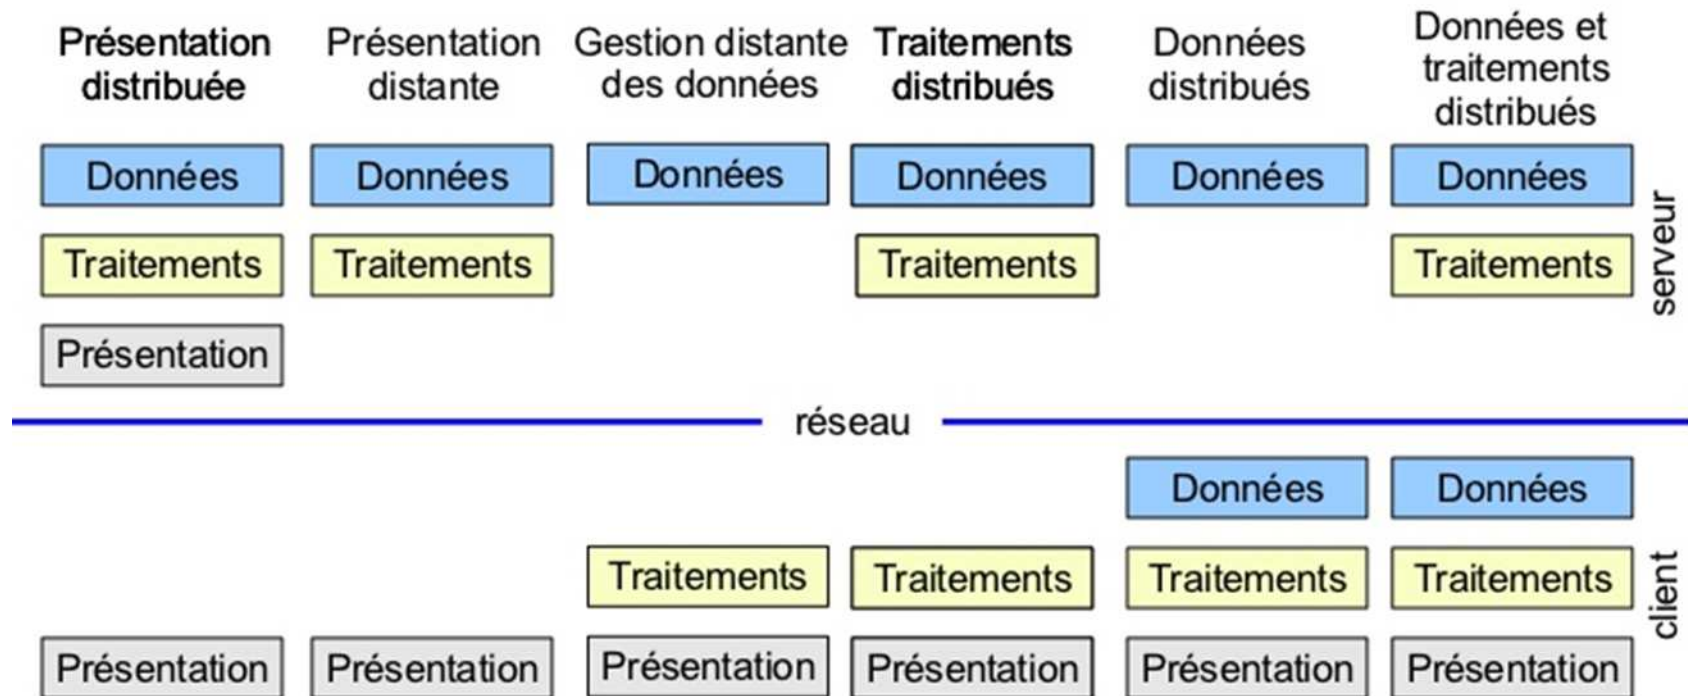 Présentation
distribuée
Présentation
distante
Gestion distante
des données
Traitements
distribués
Données
distribués
Données et
traitements
distribués
Données
Données
Données
Données
Données
Données
Traitements
Traitements
Traitements
Traitements
Présentation
serveur
réseau
Données
Données
Traitements
Traitements
Traitements
Traitements
Présentation
Présentation
Présentation
Présentation
Présentation
Présentation
client